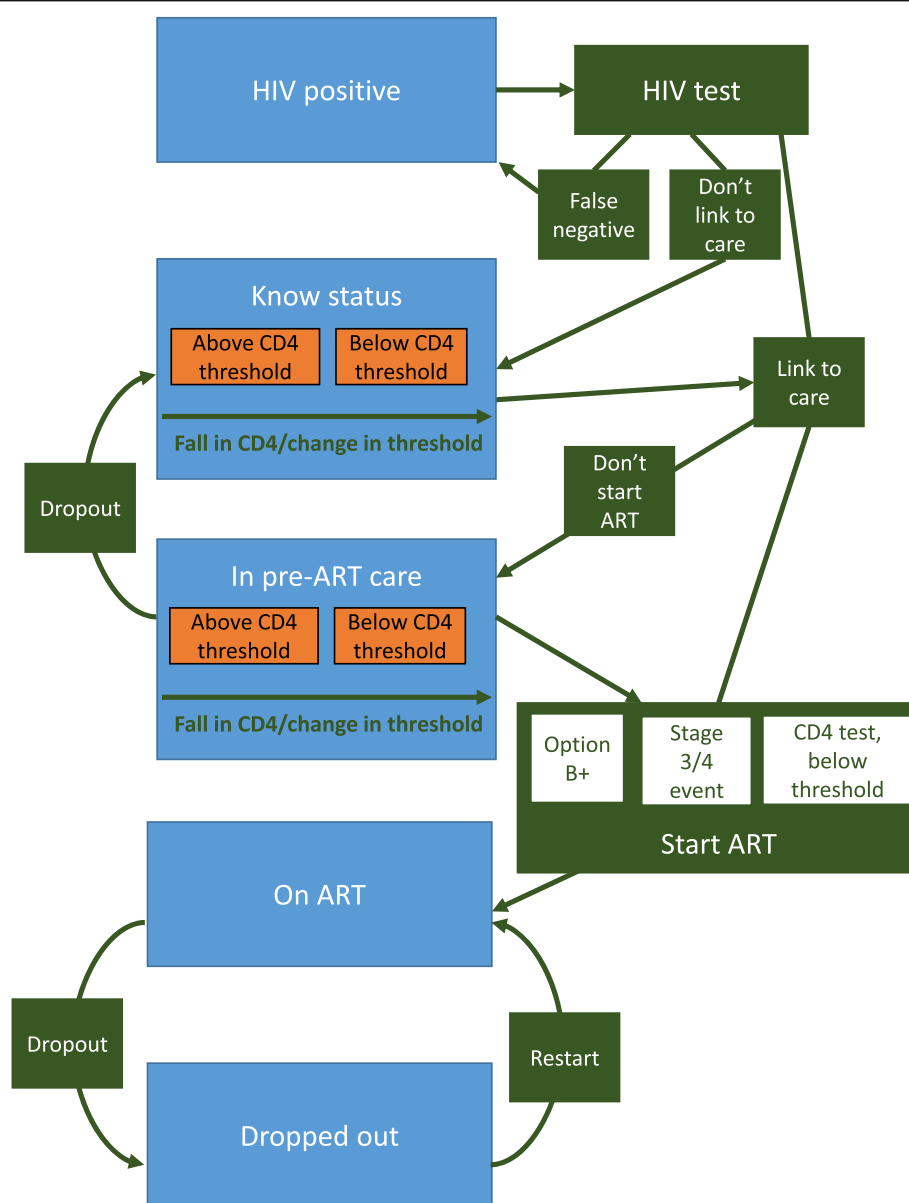 HIV positive
HIV test
False
negative
Don’t
link to
care
Know status
Above CD4
threshold
Below CD4
threshold
Fall in CD4/change in threshold
Link to
care
Dropout
Don’t
start
ART
In pre-ART care
Above CD4
threshold
Below CD4
threshold
Fall in CD4/change in threshold
Option
B+
Stage
3/4
event
CD4 test,
below
threshold
Start ART
On ART
Dropout
Restart
Dropped out